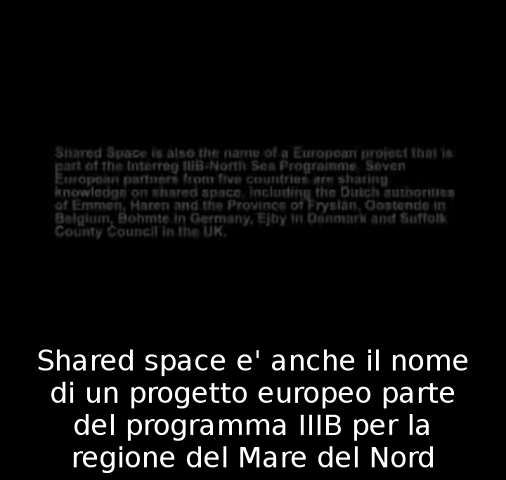 Shared Space is also the name of a European project that is
part of the Interreg IIIB-North Sea Programme. Seven
European partners from five countries are sharing
knowledge on shared space, including the Dutch authorities
of Emmen, Haren and the Province of Fryslân, Oostende in
Belgium, Bohmte in Germany, Ejby in Denmark and Suffolk
County Council in the UK.
Shared space e' anche il nome
di un progetto europeo parte
del programma IIIB per la
regione del Mare del Nord